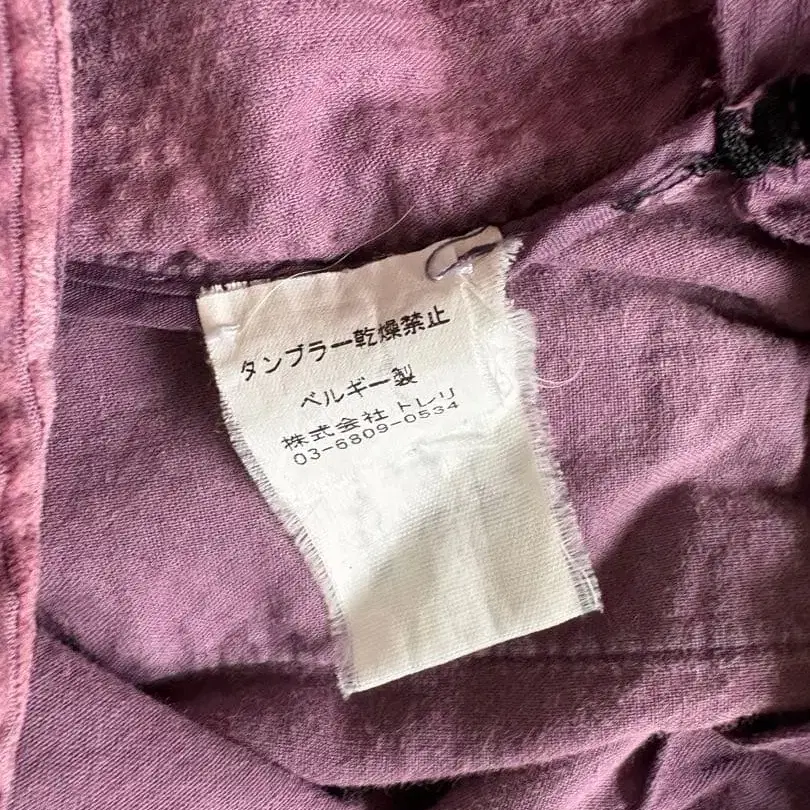 タンブラー乾燥禁止
ベルギー製
株式会社 トレリ
03-6809-0534